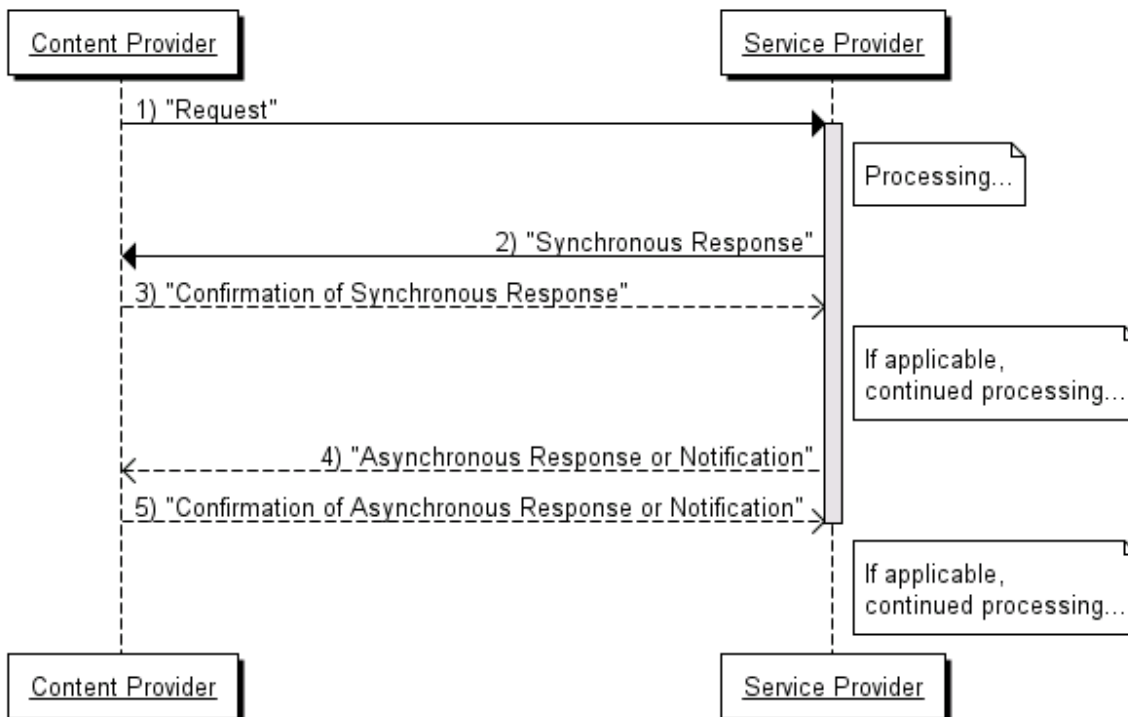 Content Provider
Service Provider
1) "Request"
Processing...
2) "Synchronous Response"
3) "Confirmation of Synchronous Response"
If applicable,
continued processing...
4) "Asynchronous Response or Notification"
5) "Confirmation of Asynchronous Response or Notification"
If applicable,
continued processing...
Content Provider
Service Provider